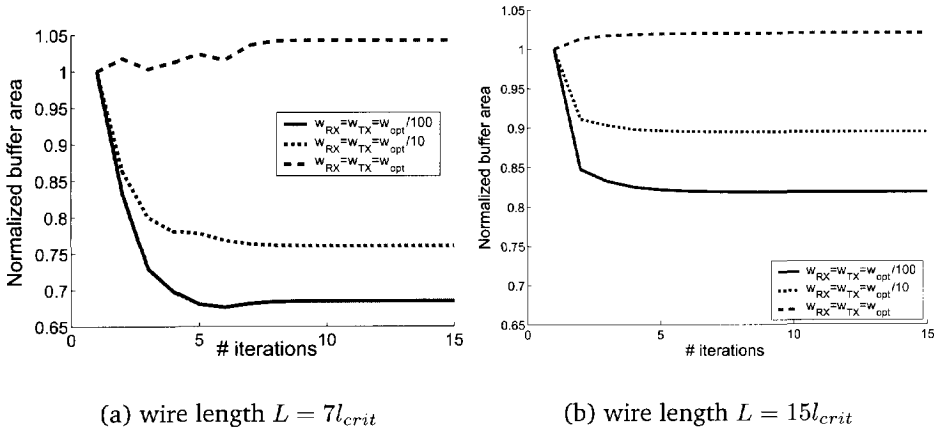 1.05
1
0.95
0.9
0.85
0.8
0.75
0.7
0.65
Normalized buffer area
w_RX=w_TX=w_opt/100
w_RX=w_TX=w_opt/10
w_RX=w_TX=w_opt
0 5 10 15
# iterations
(a) wire length L = 7l_crit
1.05
1
0.95
0.9
0.85
0.8
0.75
0.7
0.65
Normalized buffer area
w_RX=w_TX=w_opt/100
w_RX=w_TX=w_opt/10
w_RX=w_TX=w_opt
0 5 10 15
# iterations
(b) wire length L = 15l_crit